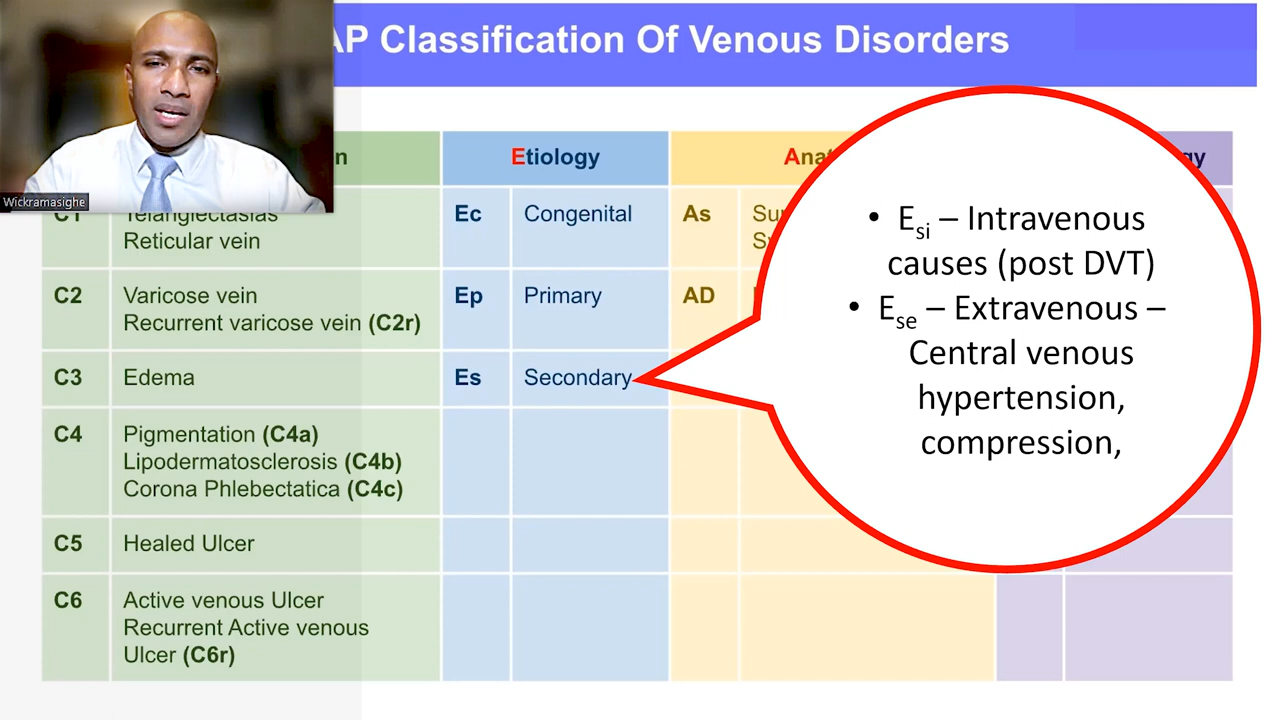 AP Classification Of Venous Disorders
Wickramasighe
Etiology
C1
Telangiectasias
Reticular vein
Ec
Congenital
As
C2
Varicose vein
Recurrent varicose vein (C2r)
Ep
Primary
AD
C3
Edema
Es
Secondary
C4
Pigmentation (C4a)
Lipodermatosclerosis (C4b)
Corona Phlebectatica (C4c)
C5
Healed Ulcer
C6
Active venous Ulcer
Recurrent Active venous
Ulcer (C6r)
• Esi – Intravenous
causes (post DVT)
• Ese – Extravenous –
Central venous
hypertension,
compression,